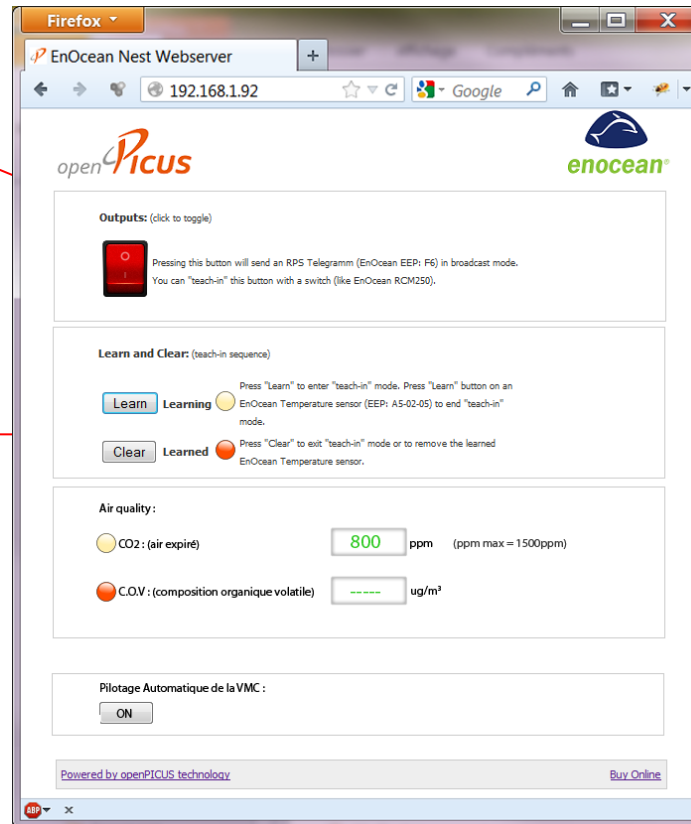 Firefox
EnOcean Nest Webserver
192.168.1.92
Google
openPicus
enocean®
Outputs: (click to toggle)
Pressing this button will send an RPS Telegramm (EnOcean EEP: F6) in broadcast mode.
You can "teach-in" this button with a switch (like EnOcean RCM250).
Learn and Clear: (teach-in sequence)
Press "Learn" to enter "teach-in" mode. Press "Learn" button on an
Learn Learning EnOcean Temperature sensor (EEP: A5-02-05) to end "teach-in"
mode.
Press "Clear" to exit "teach-in" mode or to remove the learned
Clear Learned
EnOcean Temperature sensor.
Air quality :
CO2 : (air expiré) 800 ppm (ppm max = 1500ppm)
C.O.V : (composition organique volatile) ----- ug/m³
Pilotage Automatique de la VMC :
ON
Powered by openPICUS technology Buy Online
ABP